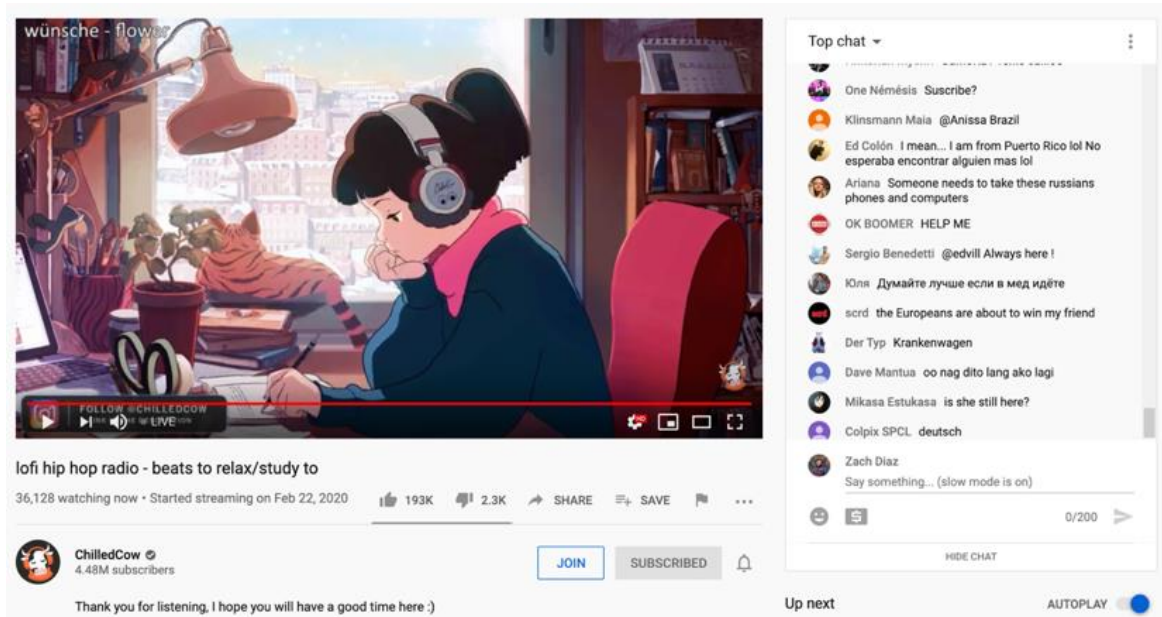 wünsche - flower
FOLLOW @CHILLEDCOW
LIVE
HD
lofi hip hop radio - beats to relax/study to
36,128 watching now • Started streaming on Feb 22, 2020
193K
2.3K
SHARE
SAVE
ChilledCow
4.48M subscribers
JOIN
SUBSCRIBED
Thank you for listening, I hope you will have a good time here :)
Top chat
One Némésis Suscribe?
Klinsmann Maia @Anissa Brazil
Ed Colón I mean... I am from Puerto Rico lol No
esperaba encontrar alguien mas lol
Ariana Someone needs to take these russians
phones and computers
OK BOOMER HELP ME
Sergio Benedetti @edvill Always here !
Юля Думайте лучше если в мед идёте
scrd the Europeans are about to win my friend
Der Typ Krankenwagen
Dave Mantua oo nag dito lang ako lagi
Mikasa Estukasa is she still here?
Colpix SPCL deutsch
Zach Diaz
Say something... (slow mode is on)
0/200
HIDE CHAT
Up next
AUTOPLAY